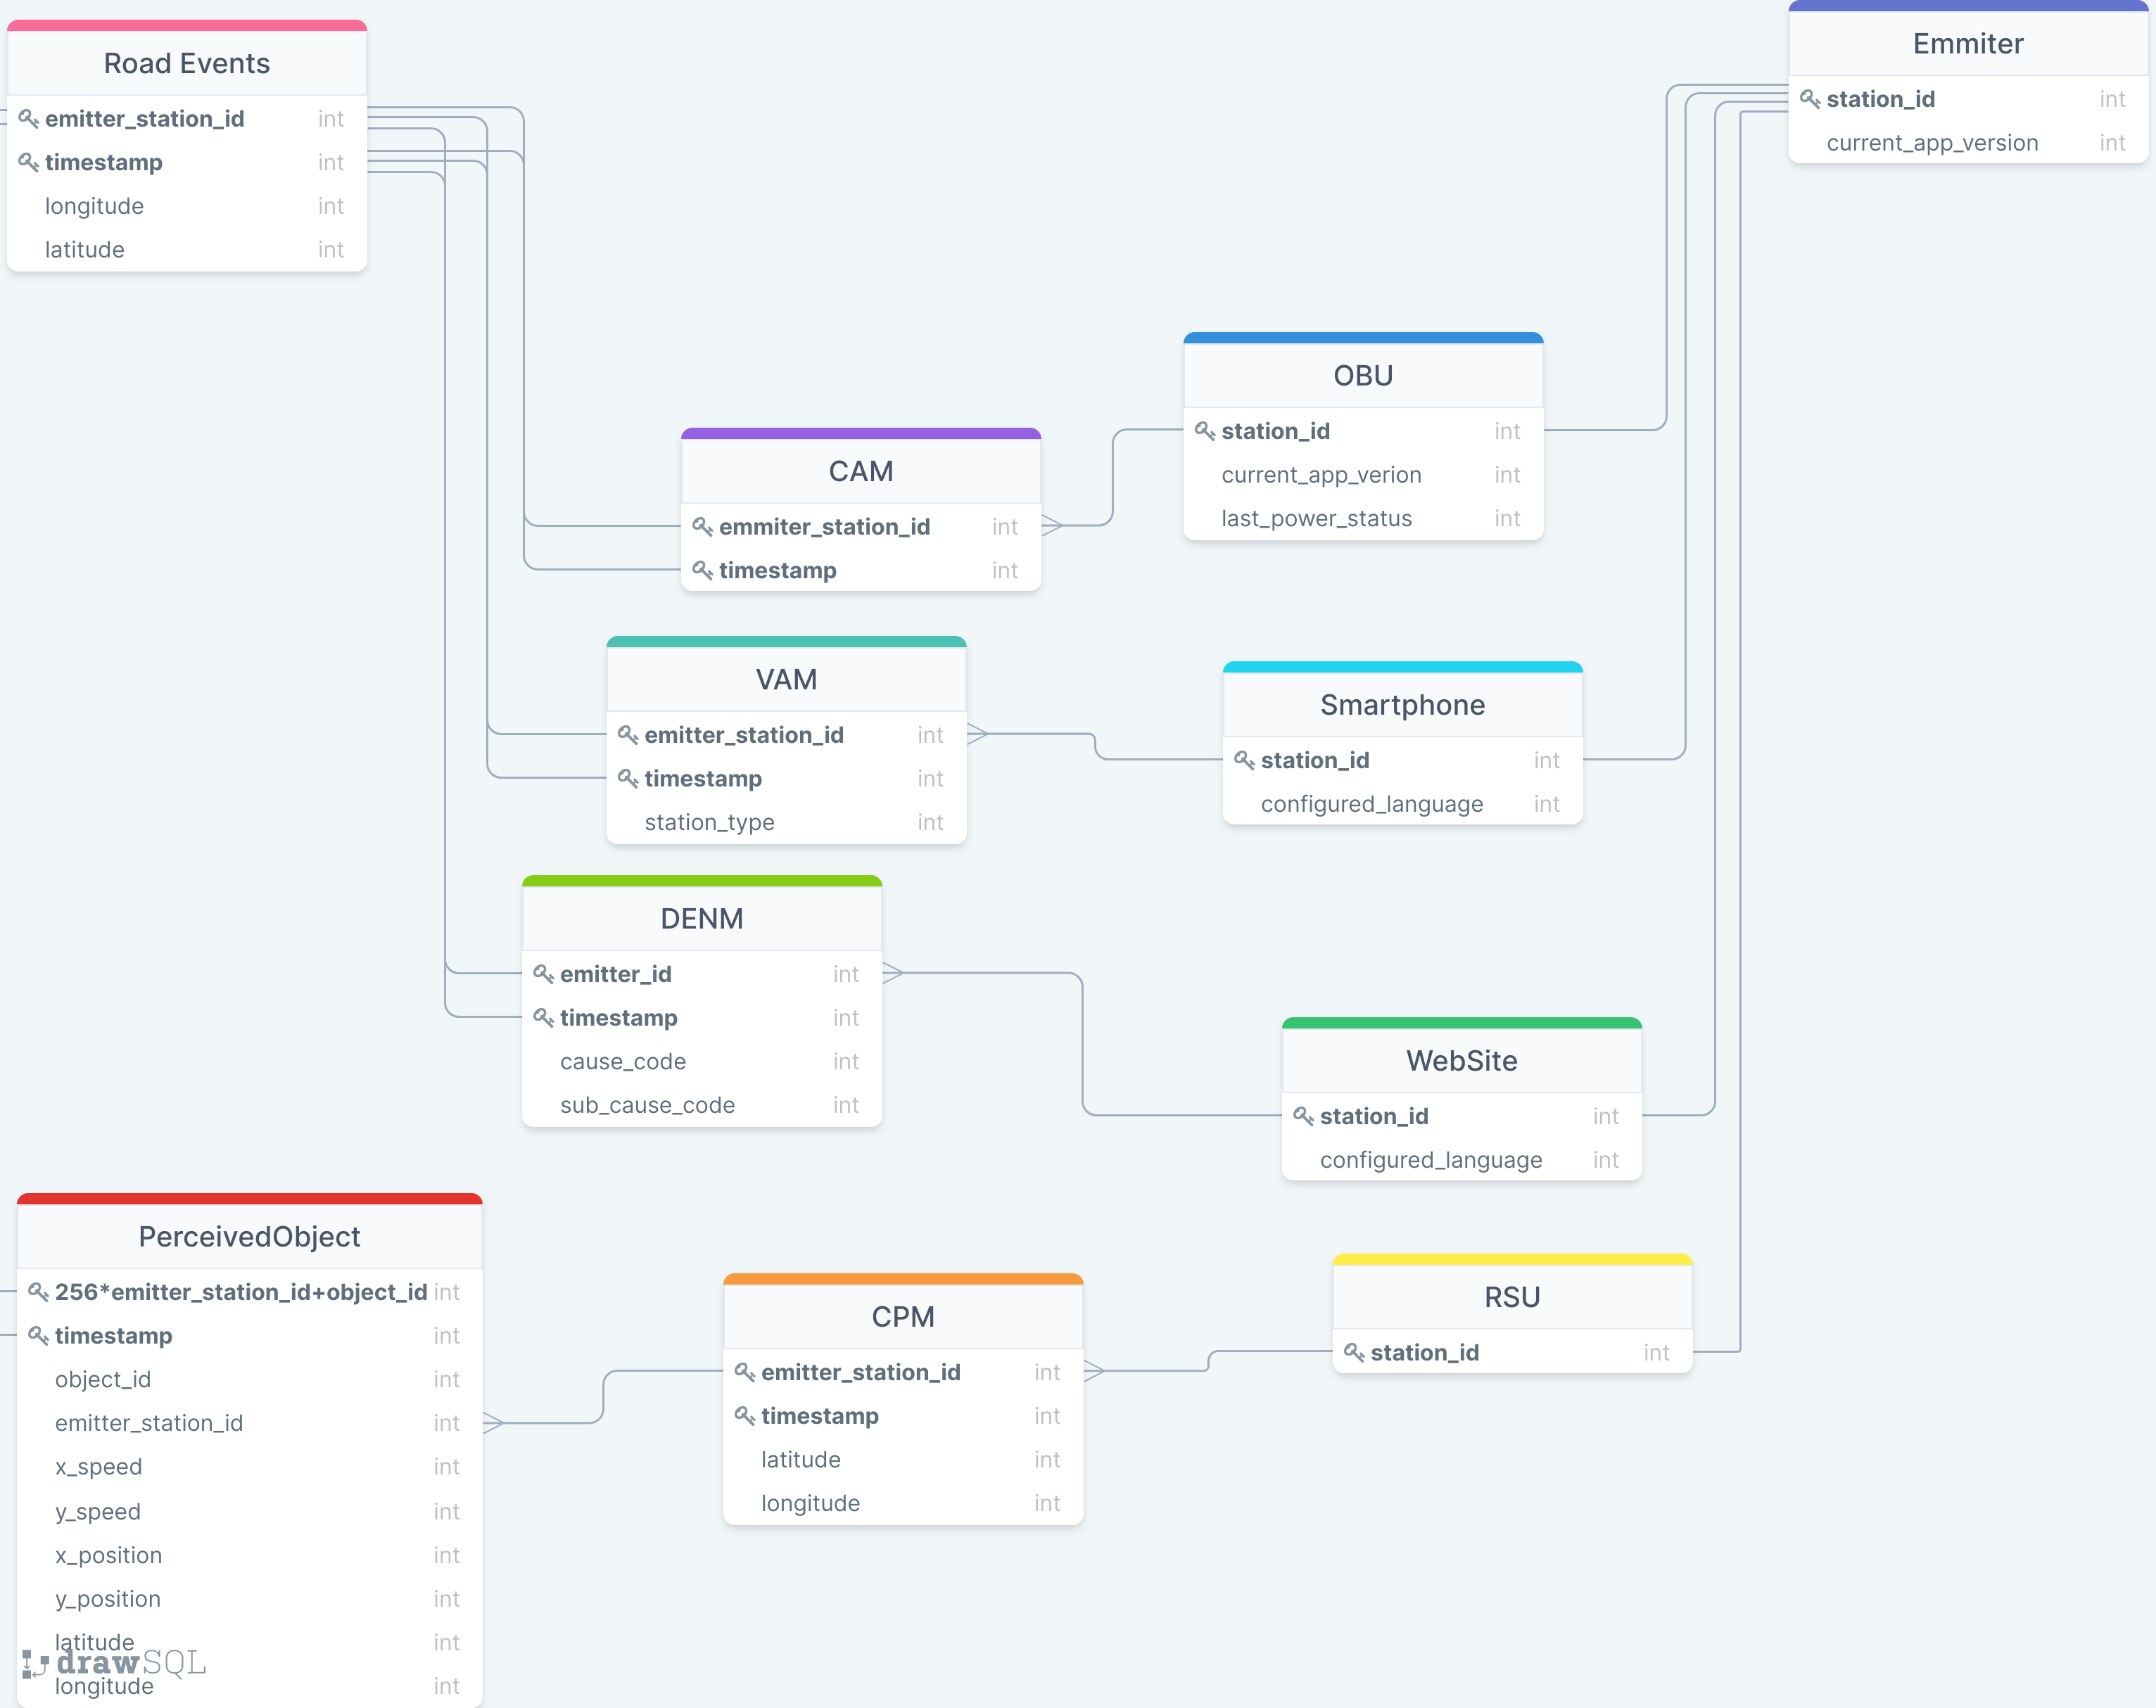 Road Events
emitter_station_id int
timestamp int
longitude int
latitude int
Emmiter
station_id int
current_app_version int
OBU
station_id int
current_app_verion int
last_power_status int
CAM
emmiter_station_id int
timestamp int
VAM
emitter_station_id int
timestamp int
station_type int
Smartphone
station_id int
configured_language int
DENM
emitter_id int
timestamp int
cause_code int
sub_cause_code int
WebSite
station_id int
configured_language int
PerceivedObject
256*emitter_station_id+object_id int
timestamp int
object_id int
emitter_station_id int
x_speed int
y_speed int
x_position int
y_position int
latitude int
longitude int
CPM
emitter_station_id int
timestamp int
latitude int
longitude int
RSU
station_id int
drawSQL